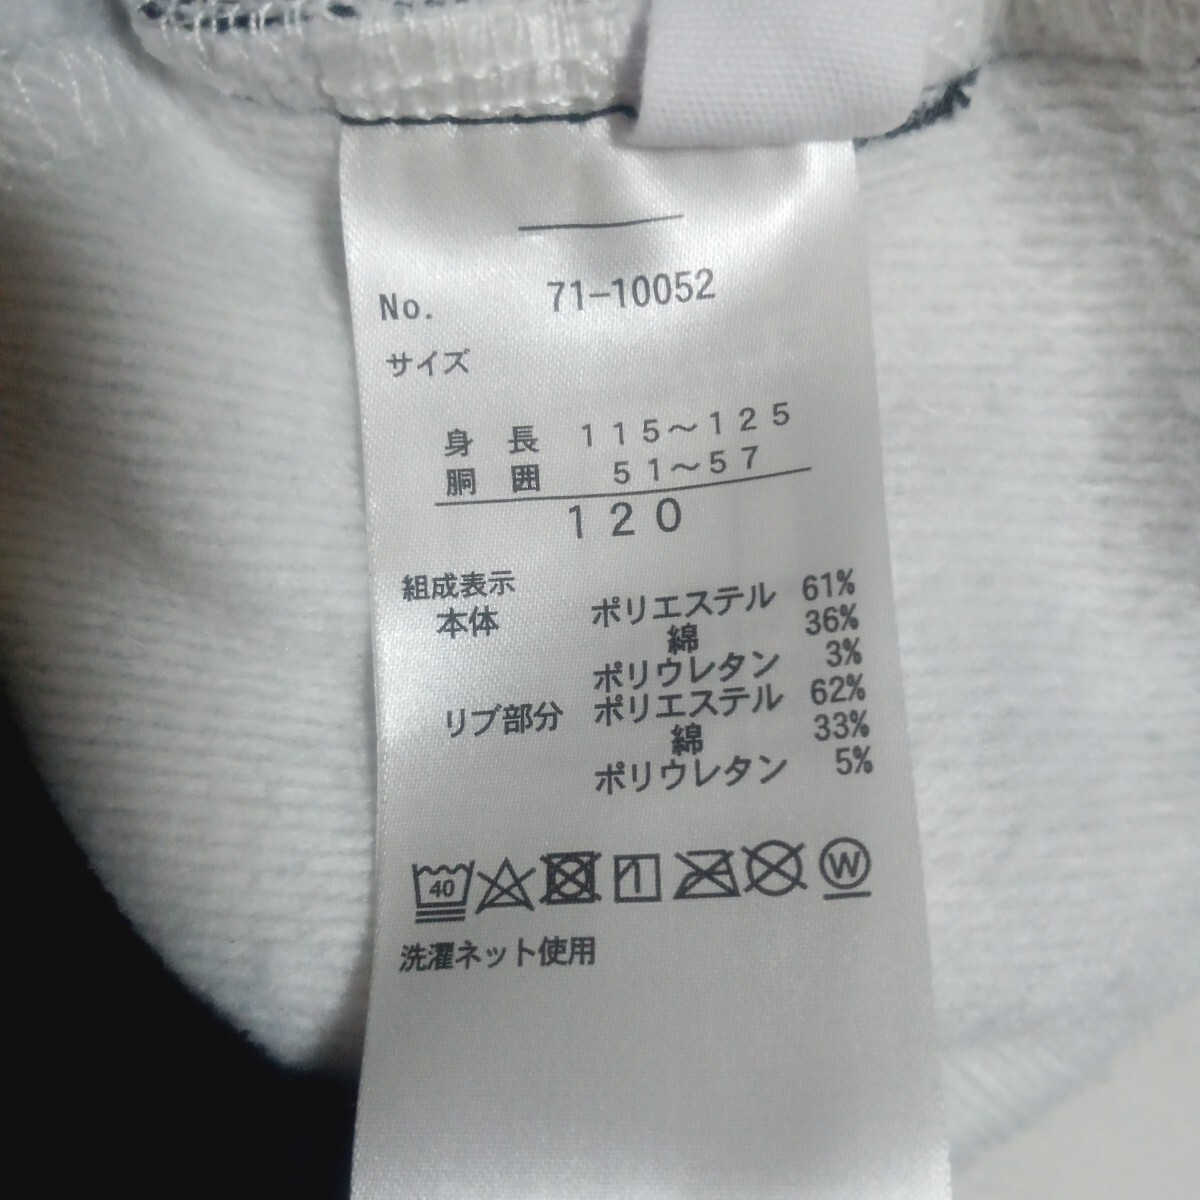 No. 71-10052
サイズ
身長 115～125
胴囲 51～57
120
組成表示
本体 ポリエステル 61%
綿 36%
ポリウレタン 3%
リブ部分 ポリエステル 62%
綿 33%
ポリウレタン 5%
40 W
洗濯ネット使用